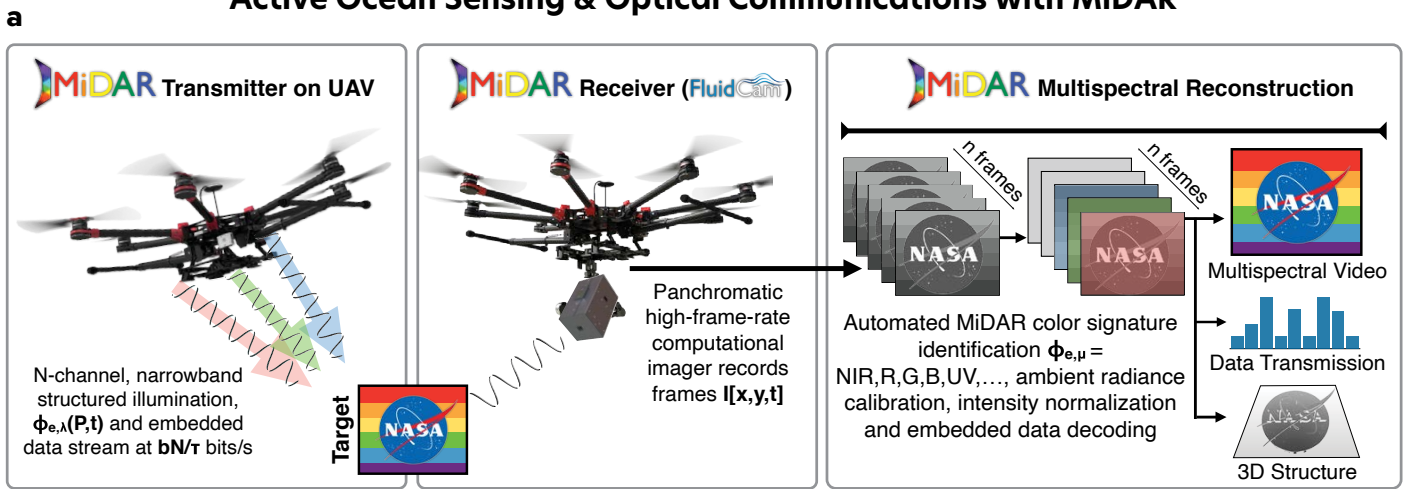 Active Ocean Sensing & Optical Communications with MiDAR
a
MiDAR Transmitter on UAV
N-channel, narrowband
structured illumination,
ϕe,λ(P,t) and embedded
data stream at bN/τ bits/s
Target
NASA
MiDAR Receiver (FluidCam)
Panchromatic
high-frame-rate
computational
imager records
frames I[x,y,t]
MiDAR Multispectral Reconstruction
n frames
n frames
NASA
NASA
NASA
Multispectral Video
Automated MiDAR color signature
identification ϕe,μ =
NIR,R,G,B,UV,…, ambient radiance
calibration, intensity normalization
and embedded data decoding
Data Transmission
NASA
3D Structure